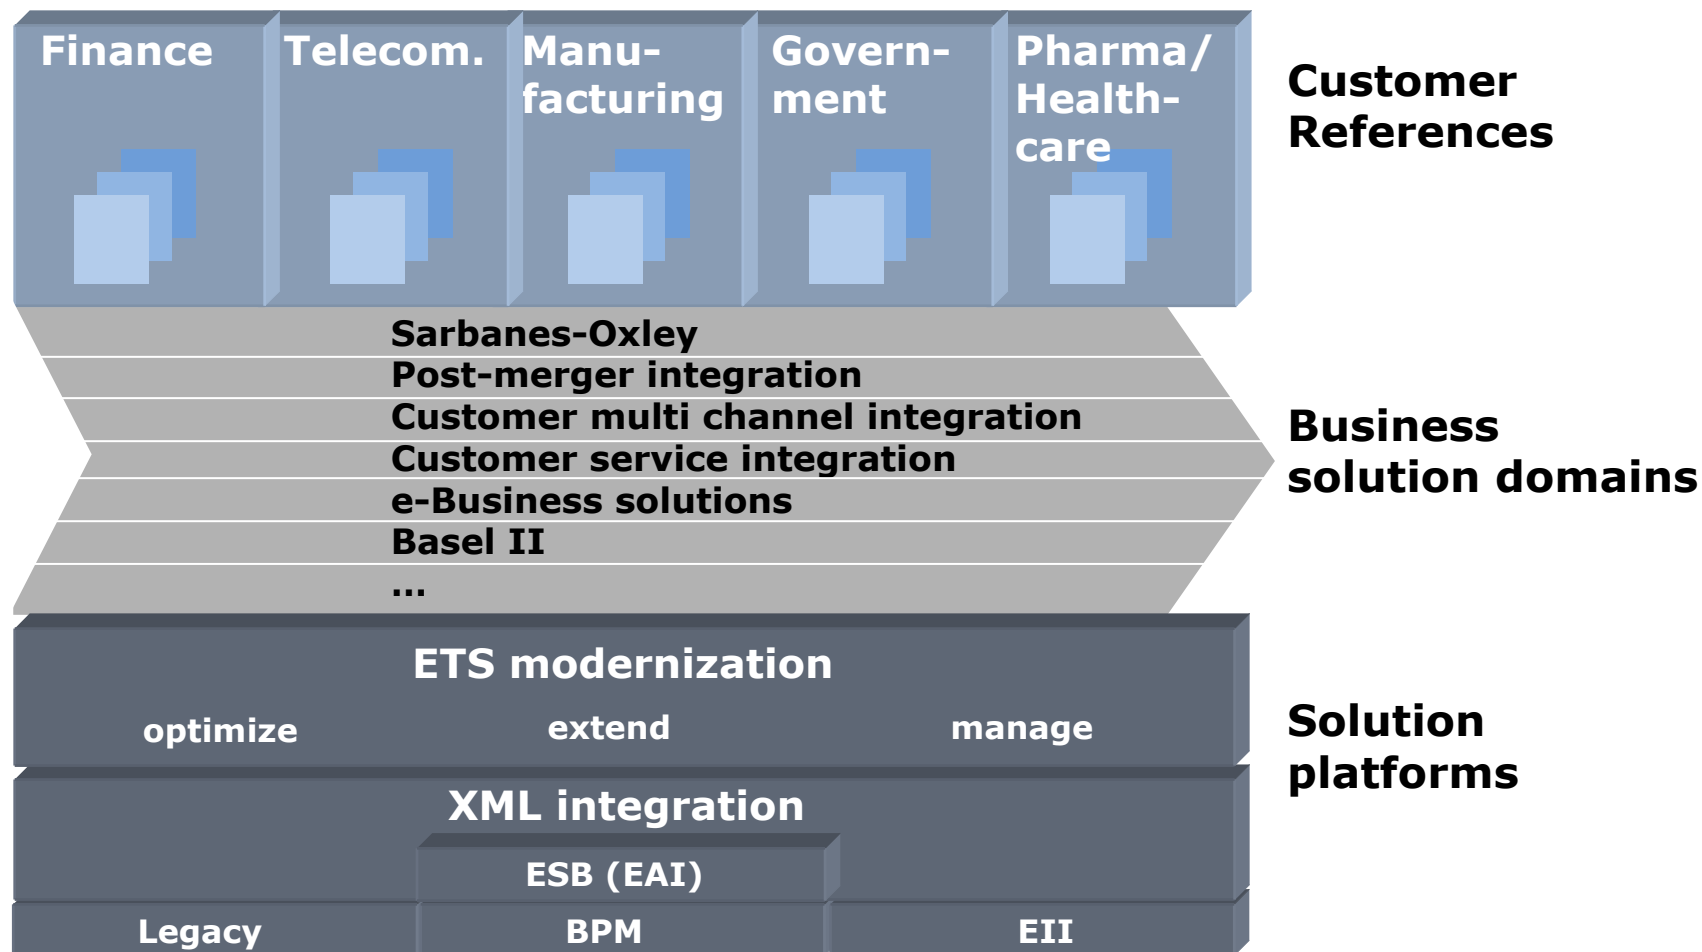 Finance
Telecom.
Manu-
facturing
Govern-
ment
Pharma/
Health-
care
Customer
References
Sarbanes-Oxley
Post-merger integration
Customer multi channel integration
Customer service integration
e-Business solutions
Basel II
...
Business
solution domains
ETS modernization
optimize extend manage
Solution
platforms
XML integration
ESB (EAI)
Legacy BPM EII